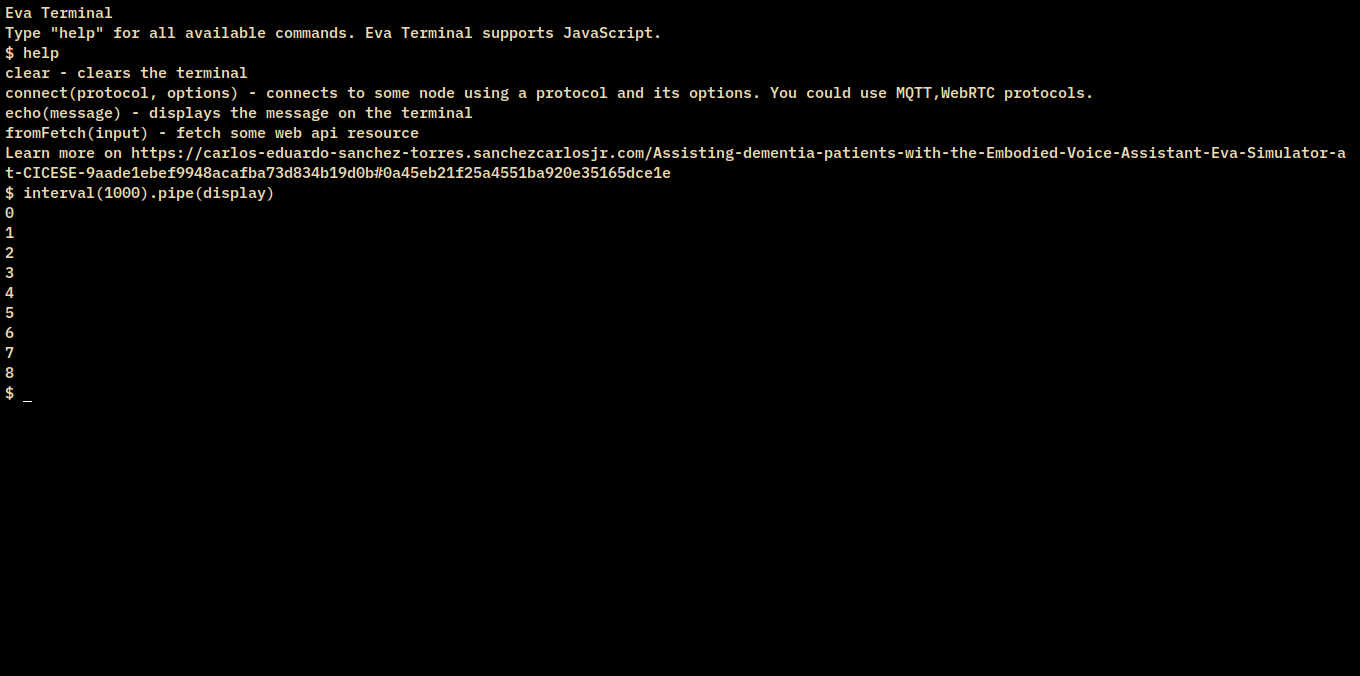 Eva Terminal
Type "help" for all available commands. Eva Terminal supports JavaScript.
$ help
clear - clears the terminal
connect(protocol, options) - connects to some node using a protocol and its options. You could use MQTT,WebRTC protocols.
echo(message) - displays the message on the terminal
fromFetch(input) - fetch some web api resource
Learn more on https://carlos-eduardo-sanchez-torres.sanchezcarlosjr.com/Assisting-dementia-patients-with-the-Embodied-Voice-Assistant-Eva-Simulator-a
t-CICESE-9aade1ebef9948acafba73d834b19d0b#0a45eb21f25a4551ba920e35165dce1e
$ interval(1000).pipe(display)
0
1
2
3
4
5
6
7
8
$ _